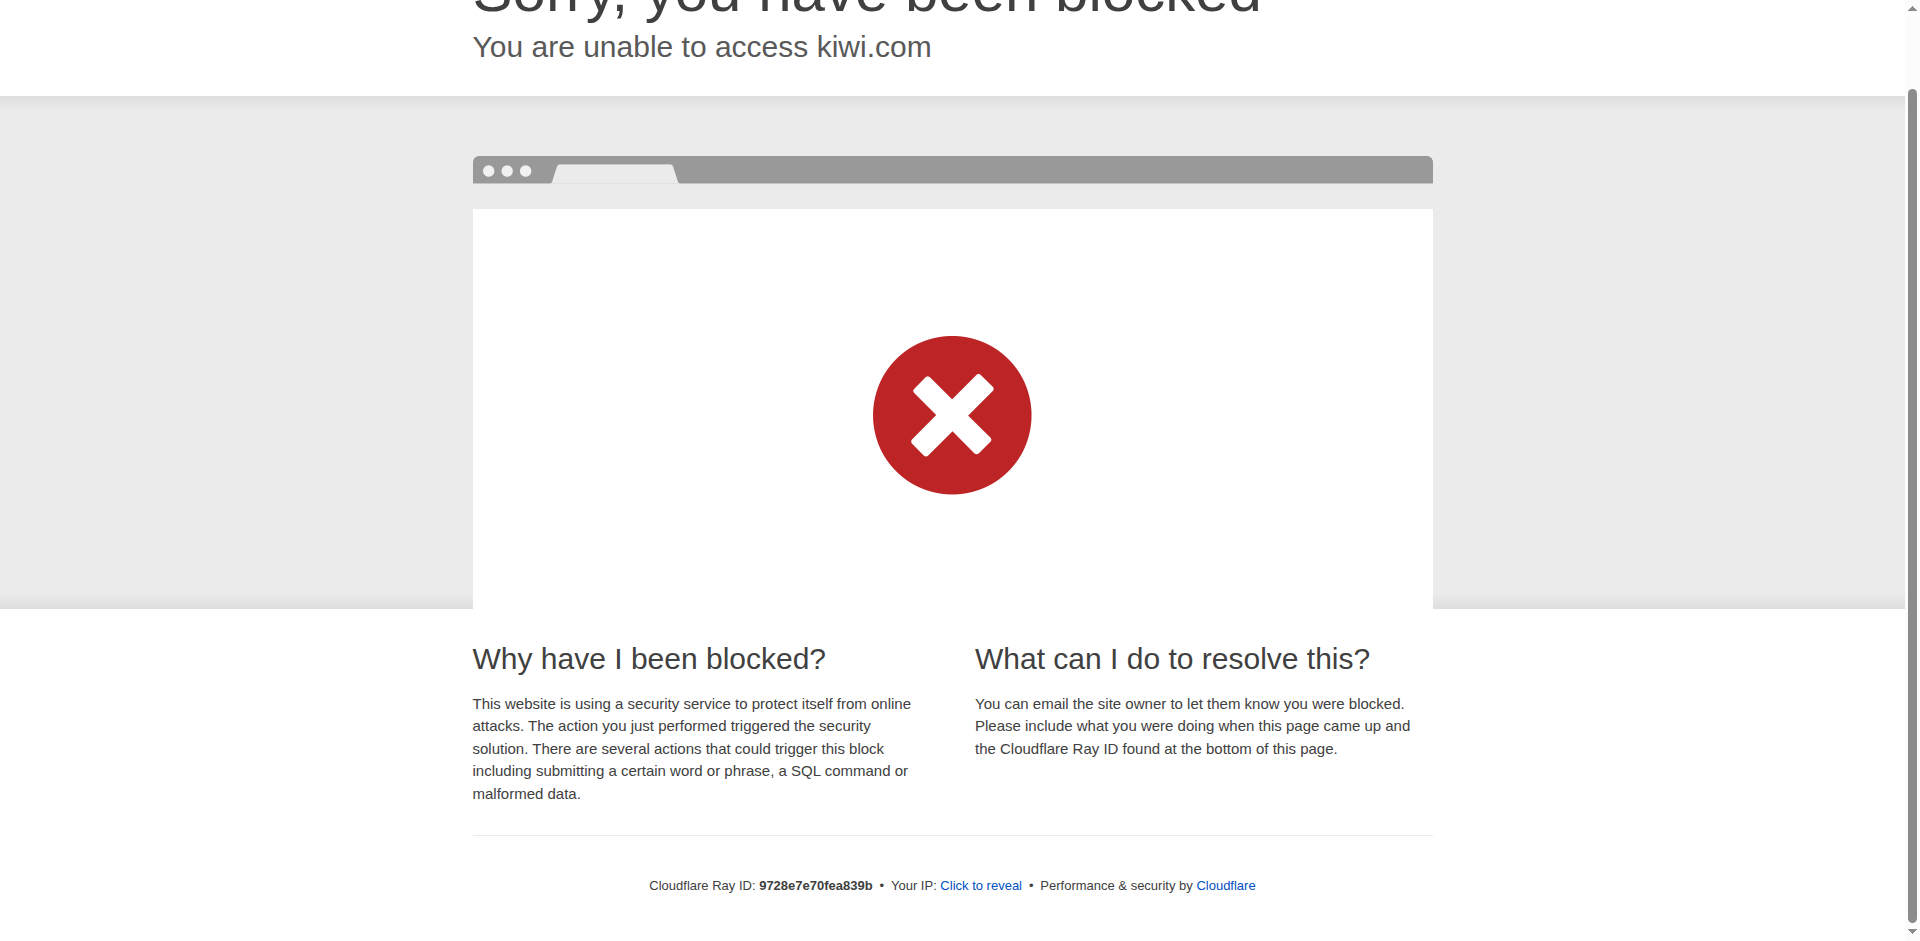 Sorry, you have been blocked
You are unable to access kiwi.com
Why have I been blocked?
This website is using a security service to protect itself from online
attacks. The action you just performed triggered the security
solution. There are several actions that could trigger this block
including submitting a certain word or phrase, a SQL command or
malformed data.
What can I do to resolve this?
You can email the site owner to let them know you were blocked.
Please include what you were doing when this page came up and
the Cloudflare Ray ID found at the bottom of this page.
Cloudflare Ray ID: 9728e7e70fea839b • Your IP: Click to reveal • Performance & security by Cloudflare